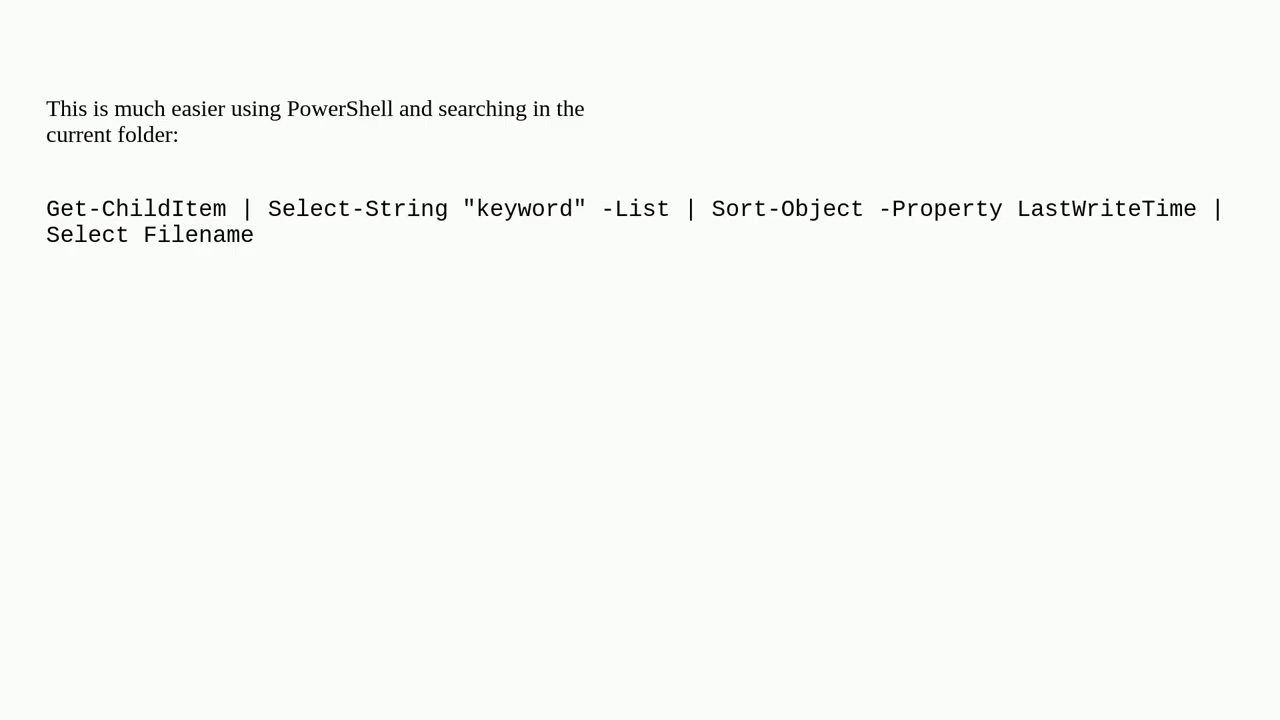 This is much easier using PowerShell and searching in the
current folder:
Get-ChildItem | Select-String "keyword" -List | Sort-Object -Property LastWriteTime |
Select Filename